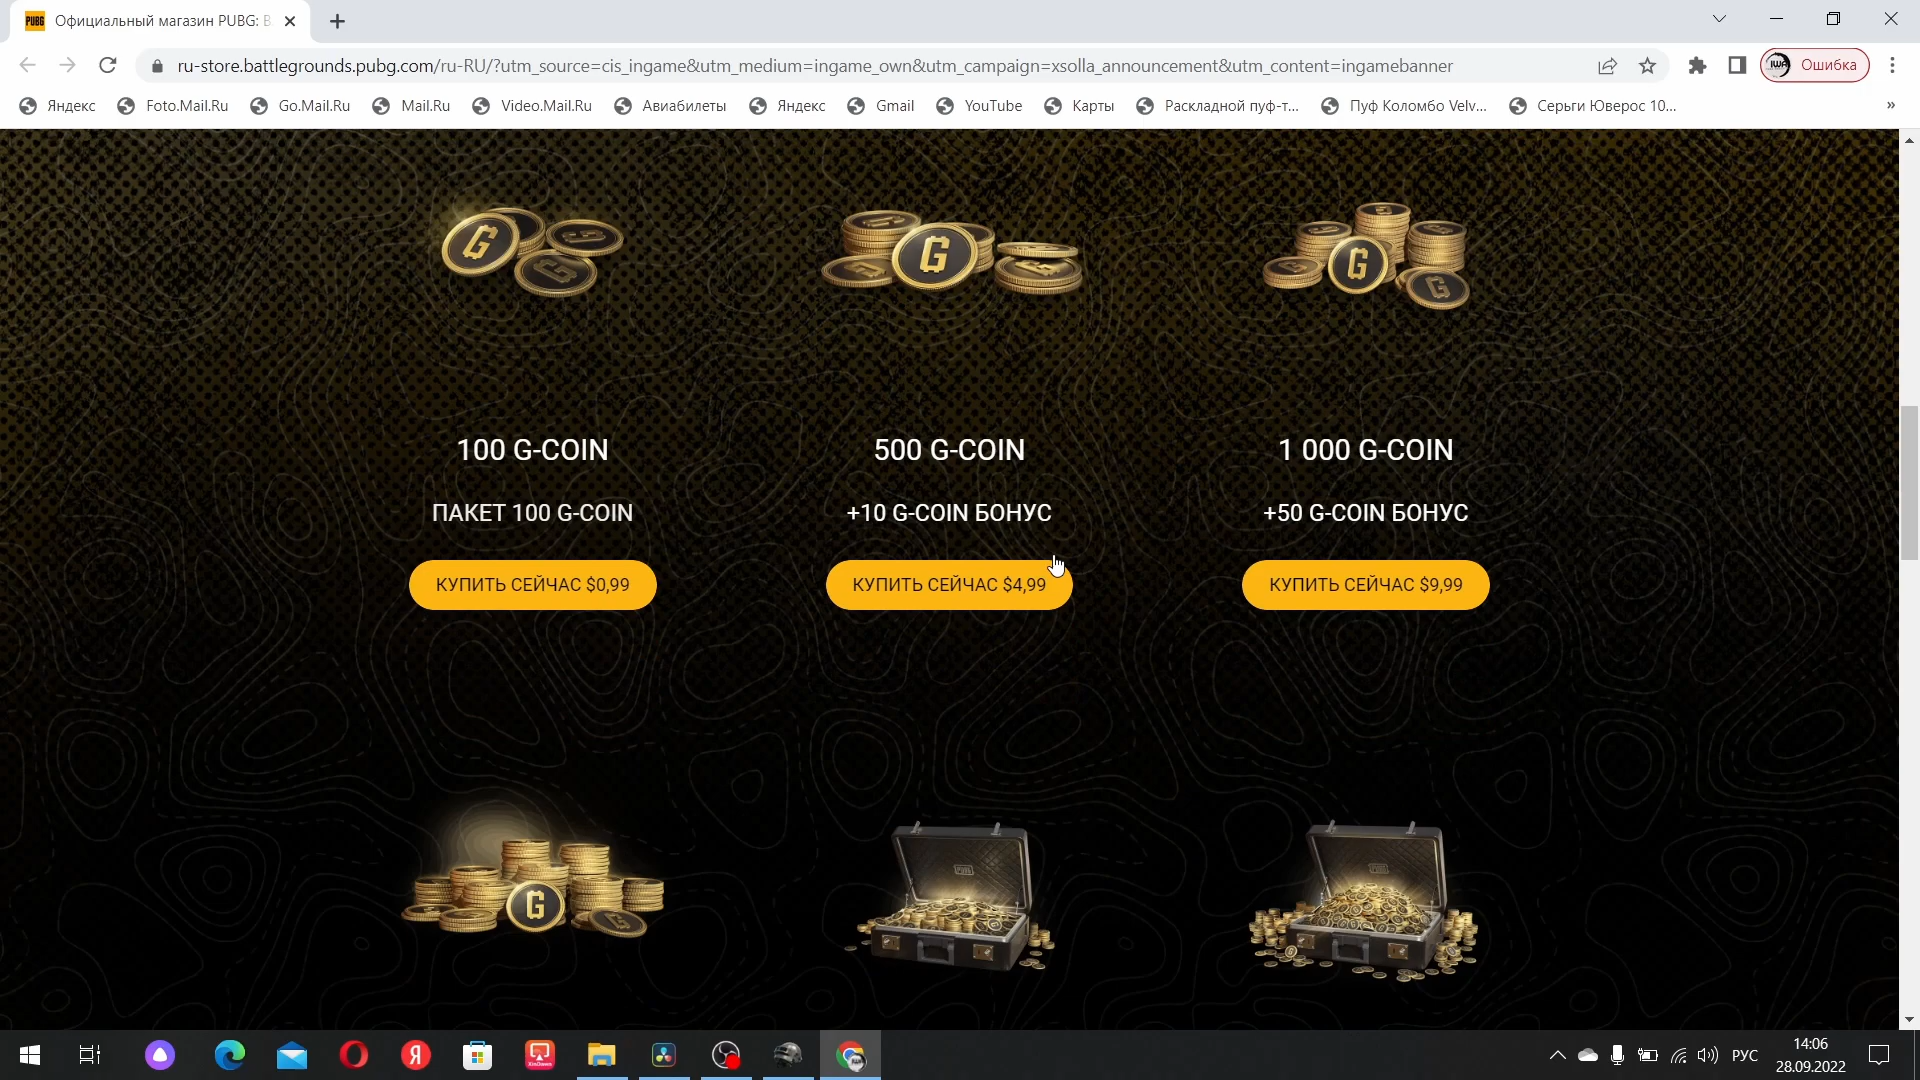 PUBG Официальный магазин PUBG: В
ru-store.battlegrounds.pubg.com/ru-RU/?utm_source=cis_ingame&utm_medium=ingame_own&utm_campaign=xsolla_announcement&utm_content=ingamebanner
IWA Ошибка
Яндекс Foto.Mail.Ru Go.Mail.Ru Mail.Ru Video.Mail.Ru Авиабилеты Яндекс Gmail YouTube Карты Раскладной пуф-т... Пуф Коломбо Velv... Серьги Юверос 10... »
100 G-COIN 500 G-COIN 1 000 G-COIN
ПАКЕТ 100 G-COIN +10 G-COIN БОНУС +50 G-COIN БОНУС
КУПИТЬ СЕЙЧАС $0,99 КУПИТЬ СЕЙЧАС $4,99 КУПИТЬ СЕЙЧАС $9,99
РУС
14:06
28.09.2022